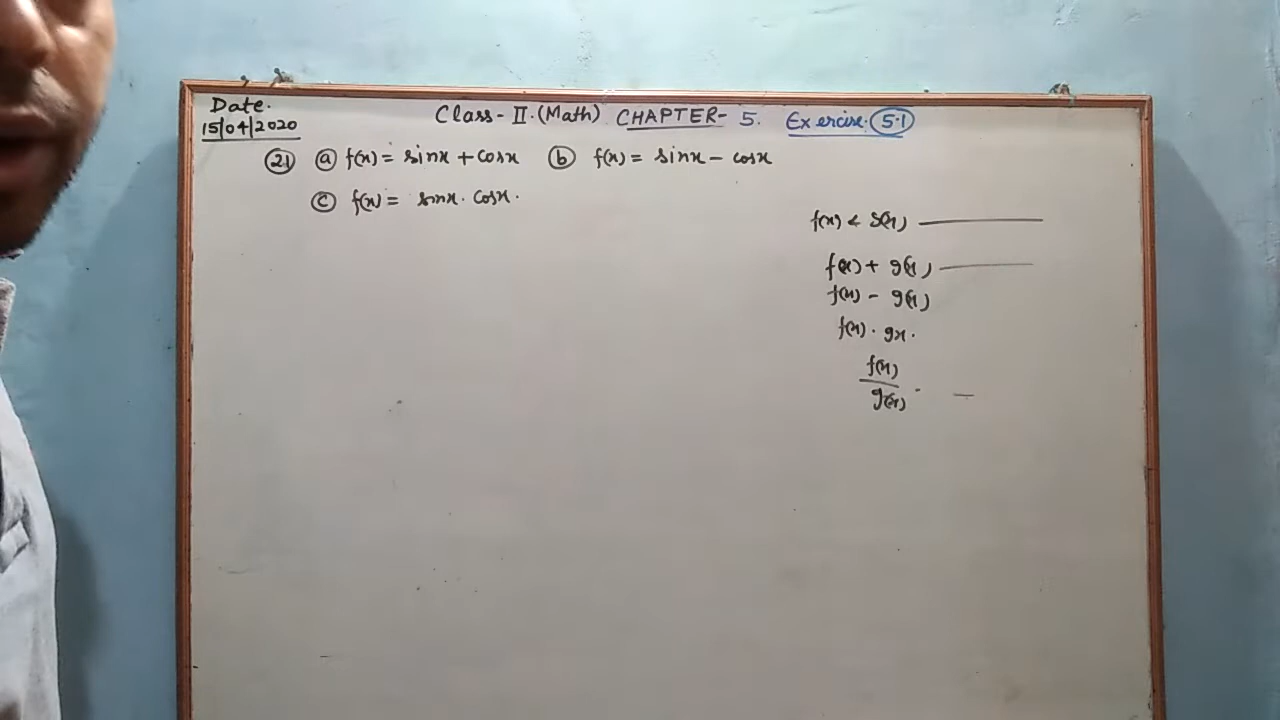 Date.
15/04/2020
Class-II.(Math) CHAPTER- 5. Exercise. 5.1
21 a f(x) = sinx + cosx b f(x) = sinx - cosx
c f(x) = sinx. cosx.
f(x) & g(x)
f(x) + g(x)
f(x) - g(x)
f(x) . gx.
f(x)
g(x)